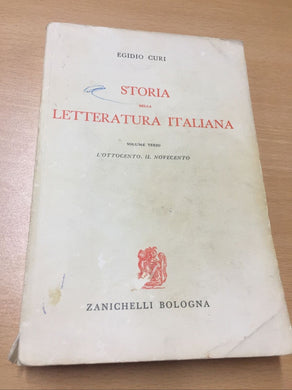 EGIDIO CURI
STORIA
DELLA
LETTERATURA ITALIANA
VOLUME TERZO
L'OTTOCENTO. IL NOVECENTO
ZANICHELLI BOLOGNA